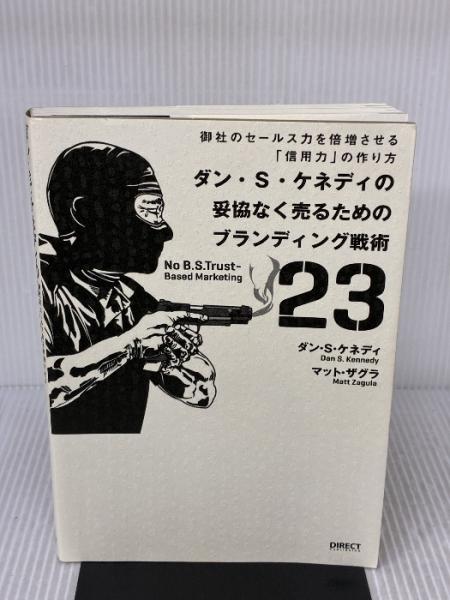 御社のセールス力を倍増させる
「信用力」の作り方
ダン・S・ケネディの
妥協なく売るための
ブランディング戦術
No B.S.Trust-
Based Marketing
23
ダン・S・ケネディ
Dan S. Kennedy
マット・ザグラ
Matt Zagula
DIRECT